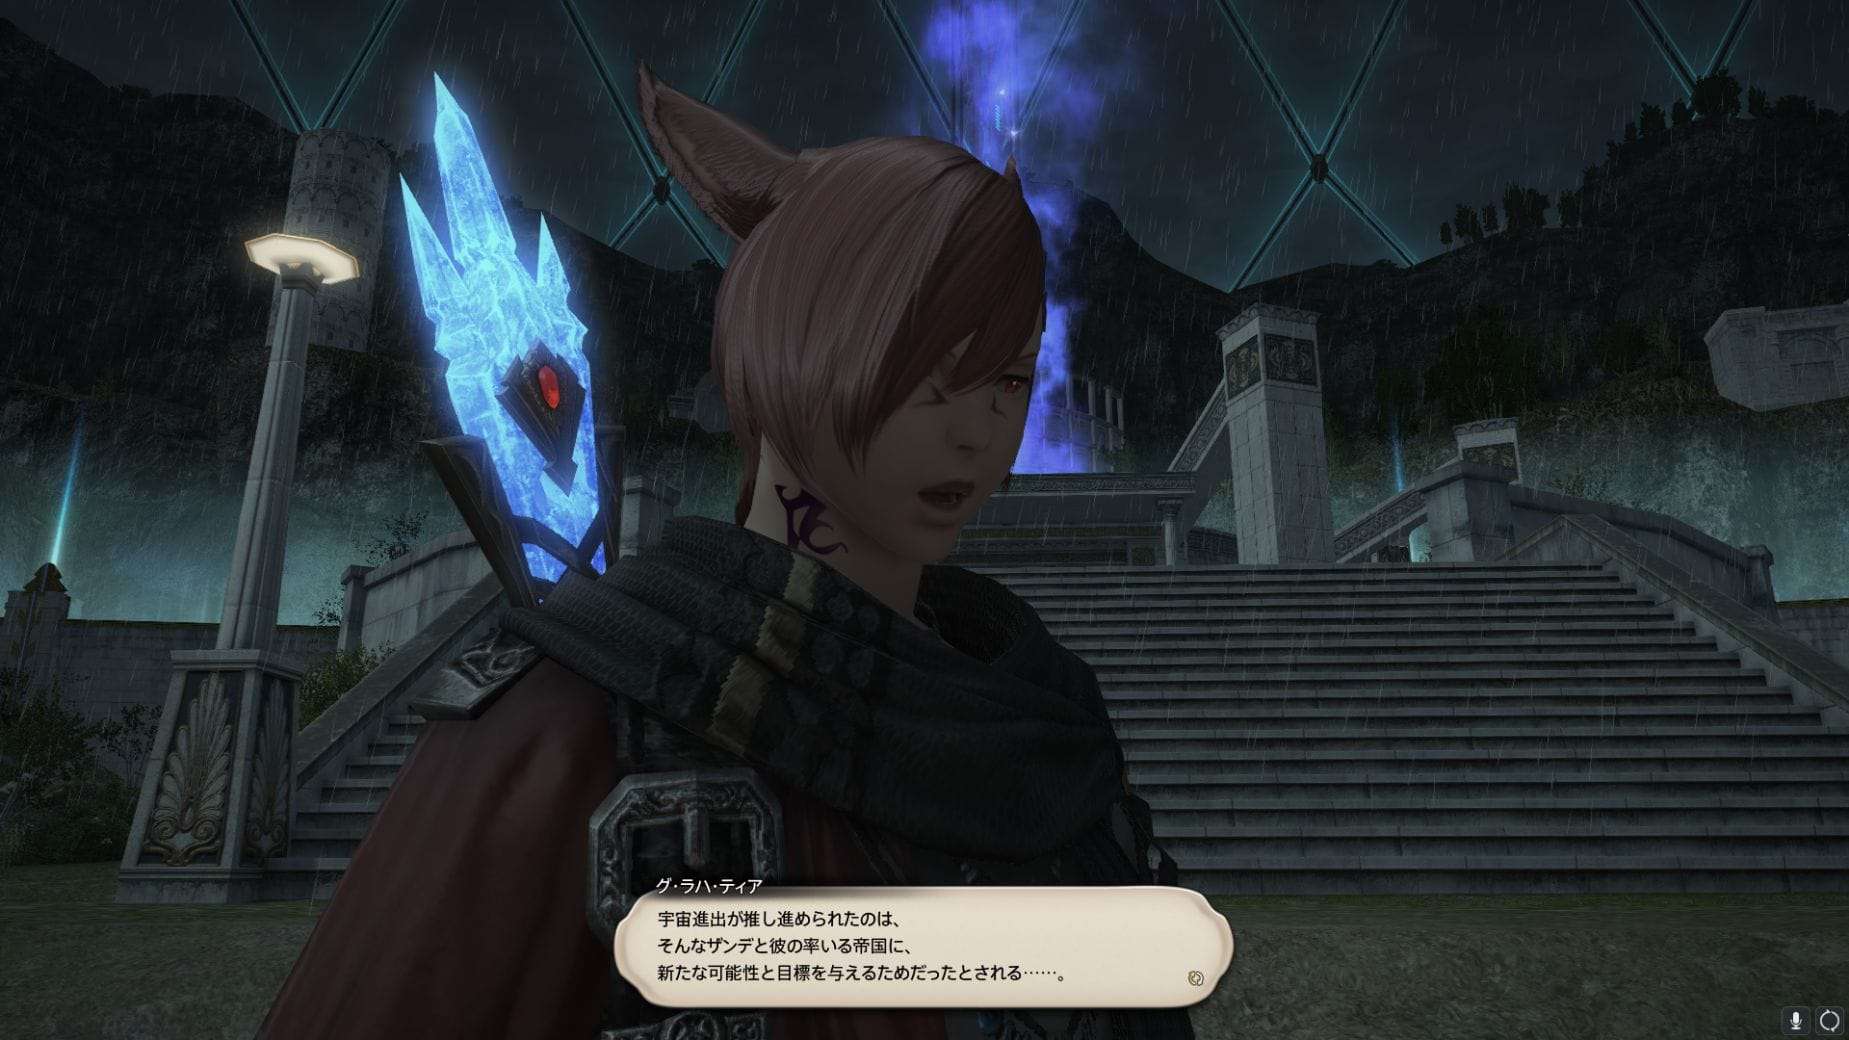 グ・ラハ・ティア
宇宙進出が推し進められたのは、
そんなザンデと彼の率いる帝国に、
新たな可能性と目標を与えるためだったとされる……。